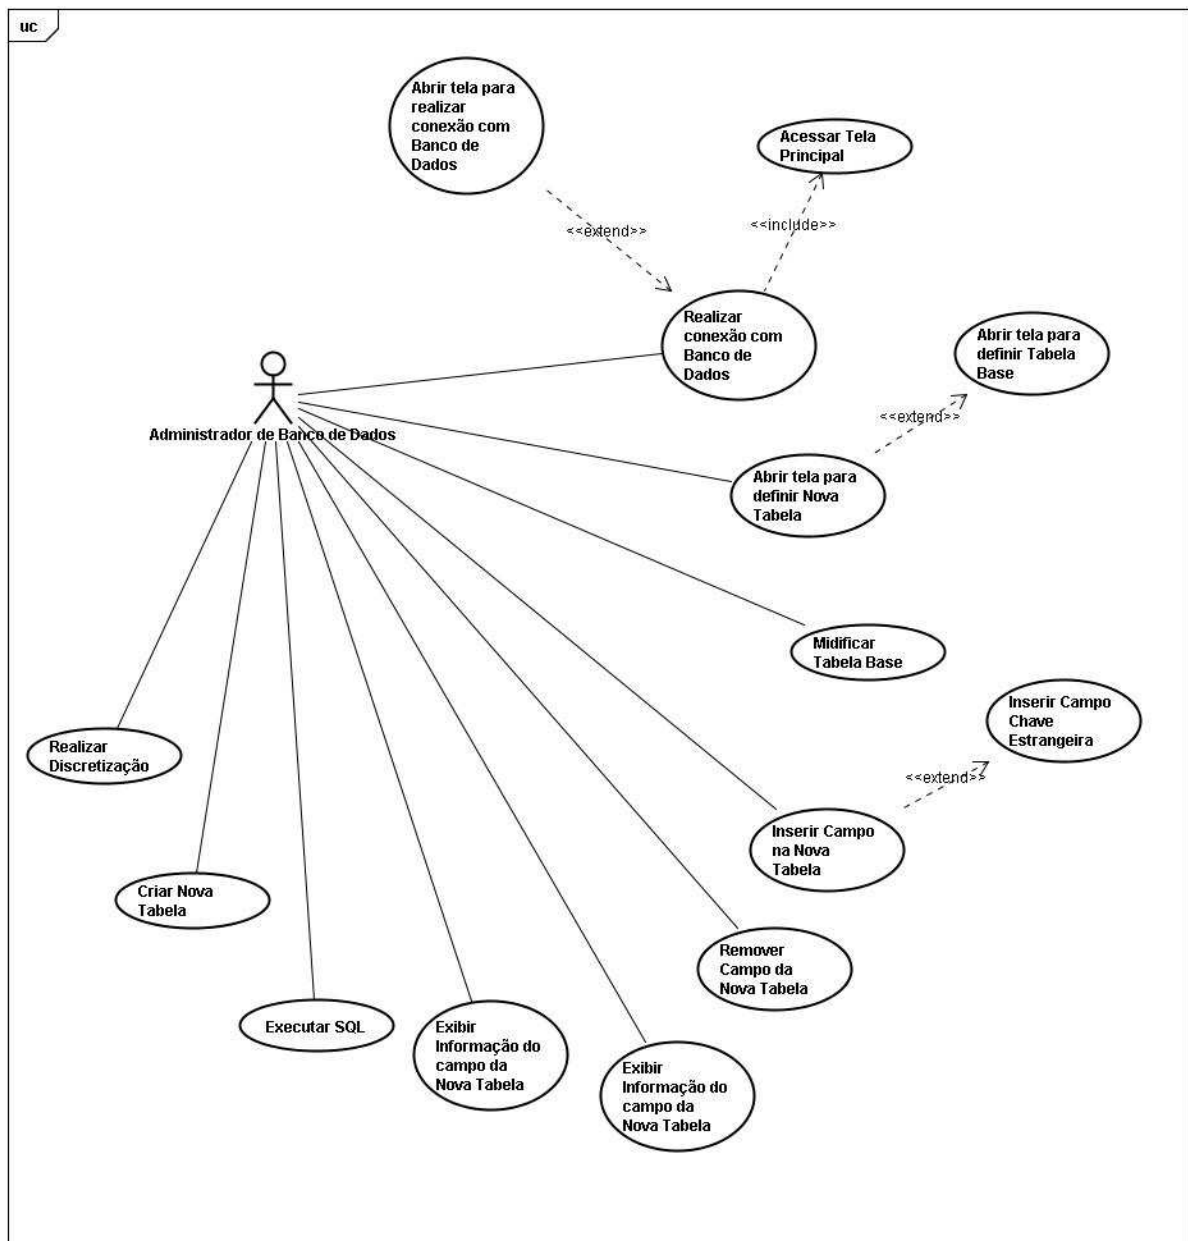 uc
Abrir tela para
realizar
conexão com
Banco de
Dados
Acessar Tela
Principal
<<extend>>
<<include>>
Realizar
conexão com
Banco de
Dados
Abrir tela para
definir Tabela
Base
<<extend>>
Administrador de Banco de Dados
Abrir tela para
definir Nova
Tabela
Midificar
Tabela Base
Inserir Campo
Chave
Estrangeira
<<extend>>
Realizar
Discretização
Inserir Campo
na Nova
Tabela
Criar Nova
Tabela
Remover
Campo da
Nova Tabela
Executar SQL
Exibir
Informação do
campo da
Nova Tabela
Exibir
Informação do
campo da
Nova Tabela